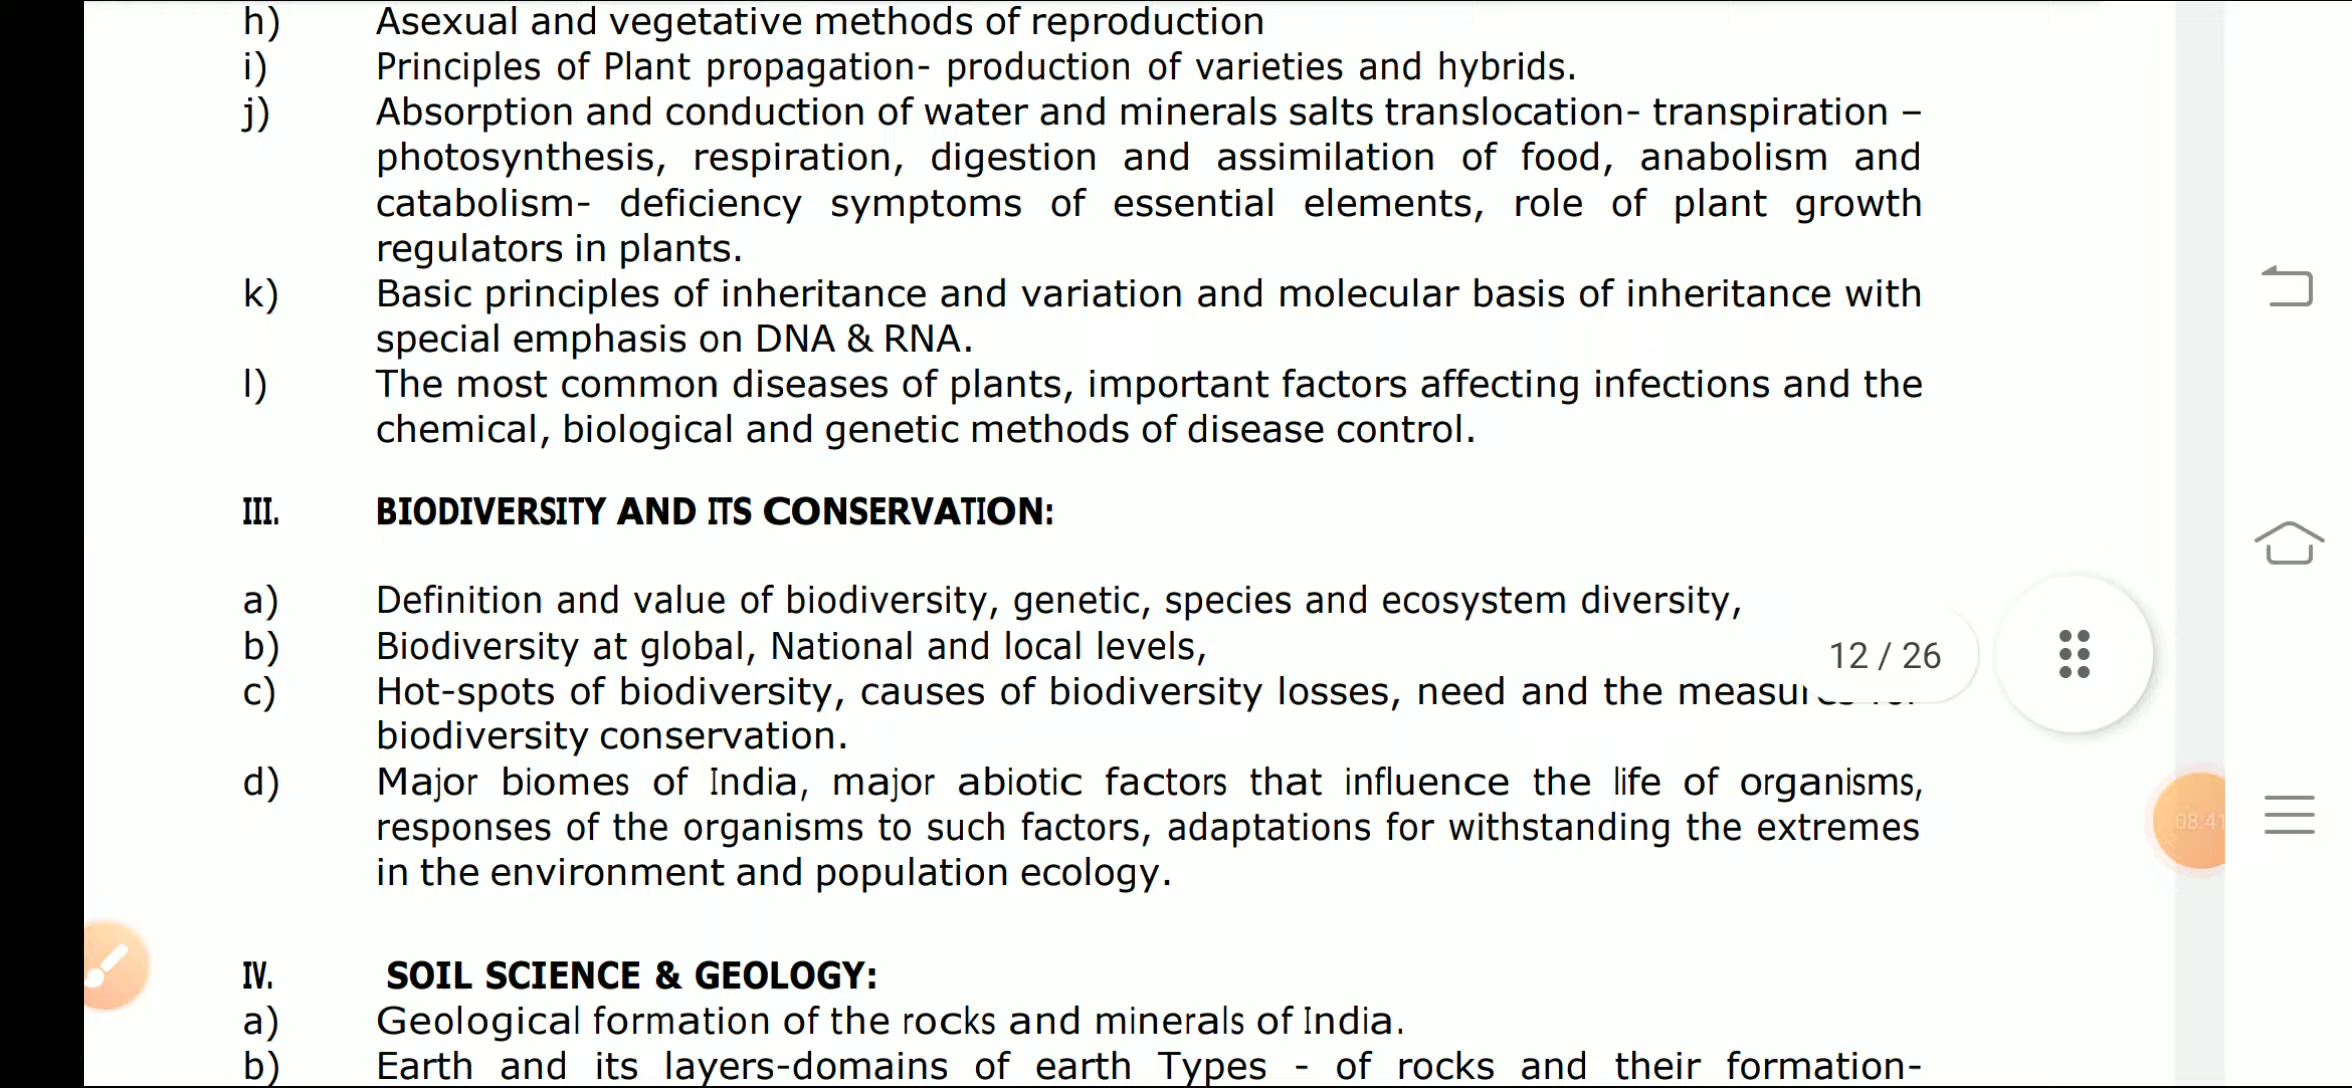 h) Asexual and vegetative methods of reproduction
i) Principles of Plant propagation- production of varieties and hybrids.
j) Absorption and conduction of water and minerals salts translocation- transpiration –
photosynthesis, respiration, digestion and assimilation of food, anabolism and
catabolism- deficiency symptoms of essential elements, role of plant growth
regulators in plants.
k) Basic principles of inheritance and variation and molecular basis of inheritance with
special emphasis on DNA & RNA.
l) The most common diseases of plants, important factors affecting infections and the
chemical, biological and genetic methods of disease control.
III. BIODIVERSITY AND ITS CONSERVATION:
a) Definition and value of biodiversity, genetic, species and ecosystem diversity,
b) Biodiversity at global, National and local levels,
12 / 26
c) Hot-spots of biodiversity, causes of biodiversity losses, need and the
biodiversity conservation.
d) Major biomes of India, major abiotic factors that influence the life of organisms,
responses of the organisms to such factors, adaptations for withstanding the extremes
08:41
in the environment and population ecology.
IV. SOIL SCIENCE & GEOLOGY:
a) Geological formation of the rocks and minerals of India.
b) Earth and its layers-domains of earth Types - of rocks and their formation-